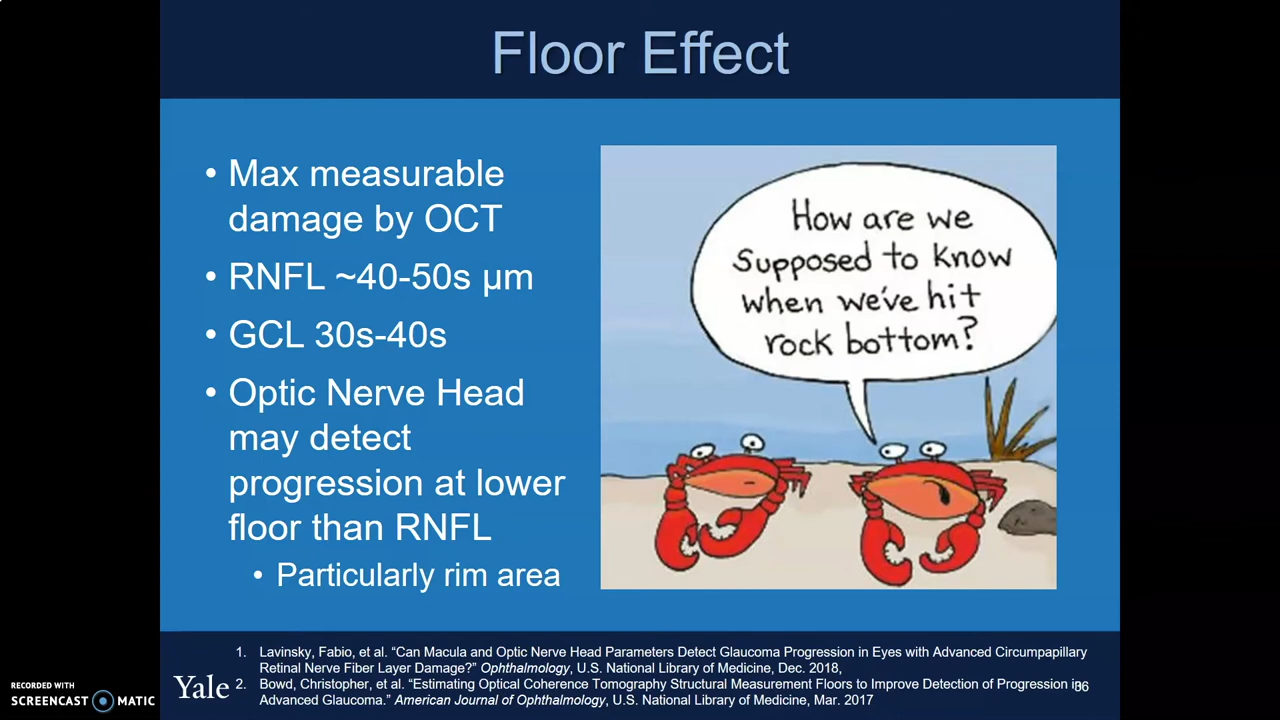 Floor Effect
• Max measurable
damage by OCT
• RNFL ~40-50s µm
• GCL 30s-40s
• Optic Nerve Head
may detect
progression at lower
floor than RNFL
• Particularly rim area
How are we
supposed to know
when we've hit
rock bottom?
1. Lavinsky, Fabio, et al. “Can Macula and Optic Nerve Head Parameters Detect Glaucoma Progression in Eyes with Advanced Circumpapillary
Retinal Nerve Fiber Layer Damage?” Ophthalmology, U.S. National Library of Medicine, Dec. 2018,
2. Bowd, Christopher, et al. “Estimating Optical Coherence Tomography Structural Measurement Floors to Improve Detection of Progression in
Advanced Glaucoma.” American Journal of Ophthalmology, U.S. National Library of Medicine, Mar. 2017
Yale
RECORDED WITH
SCREENCAST MATIC